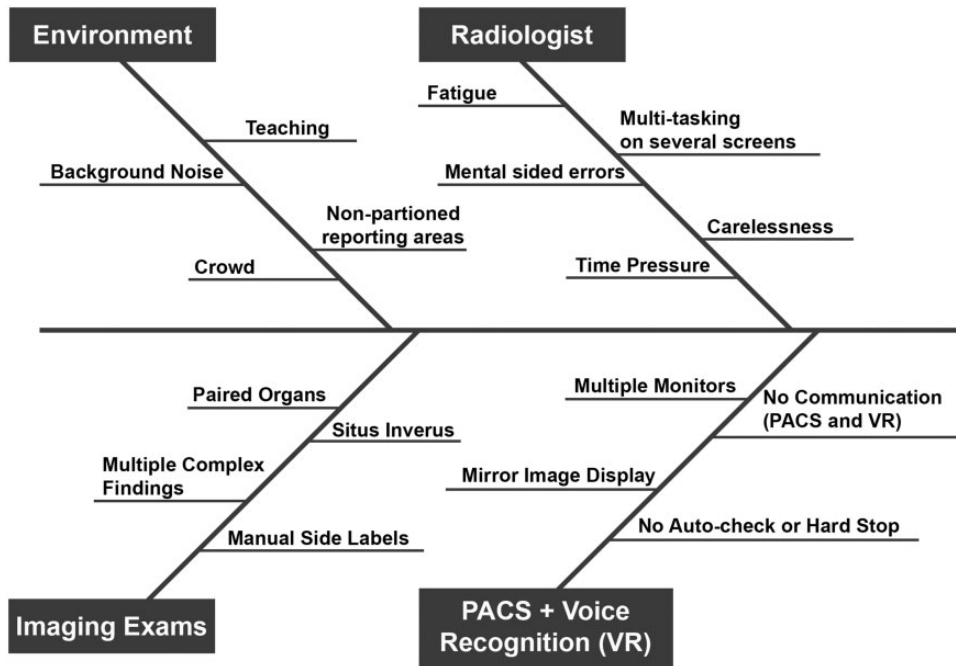 Environment
Teaching
Background Noise
Non-partioned
reporting areas
Crowd
Radiologist
Fatigue
Multi-tasking
on several screens
Mental sided errors
Carelessness
Time Pressure
Paired Organs
Situs Inverus
Multiple Complex
Findings
Manual Side Labels
Imaging Exams
Multiple Monitors
No Communication
(PACS and VR)
Mirror Image Display
No Auto-check or Hard Stop
PACS + Voice
Recognition (VR)